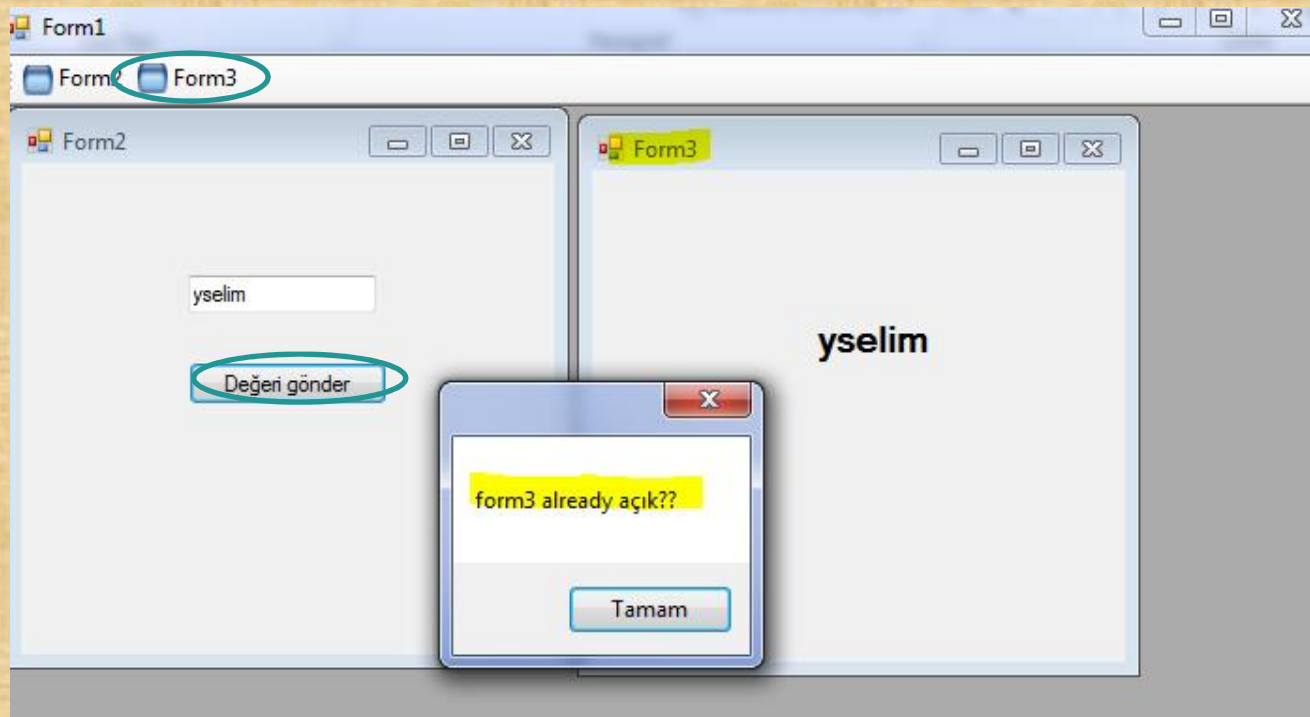 Form1
Form2 Form3
Form2
Form3
yselim
yselim
Değeri gönder
form3 already açık??
Tamam